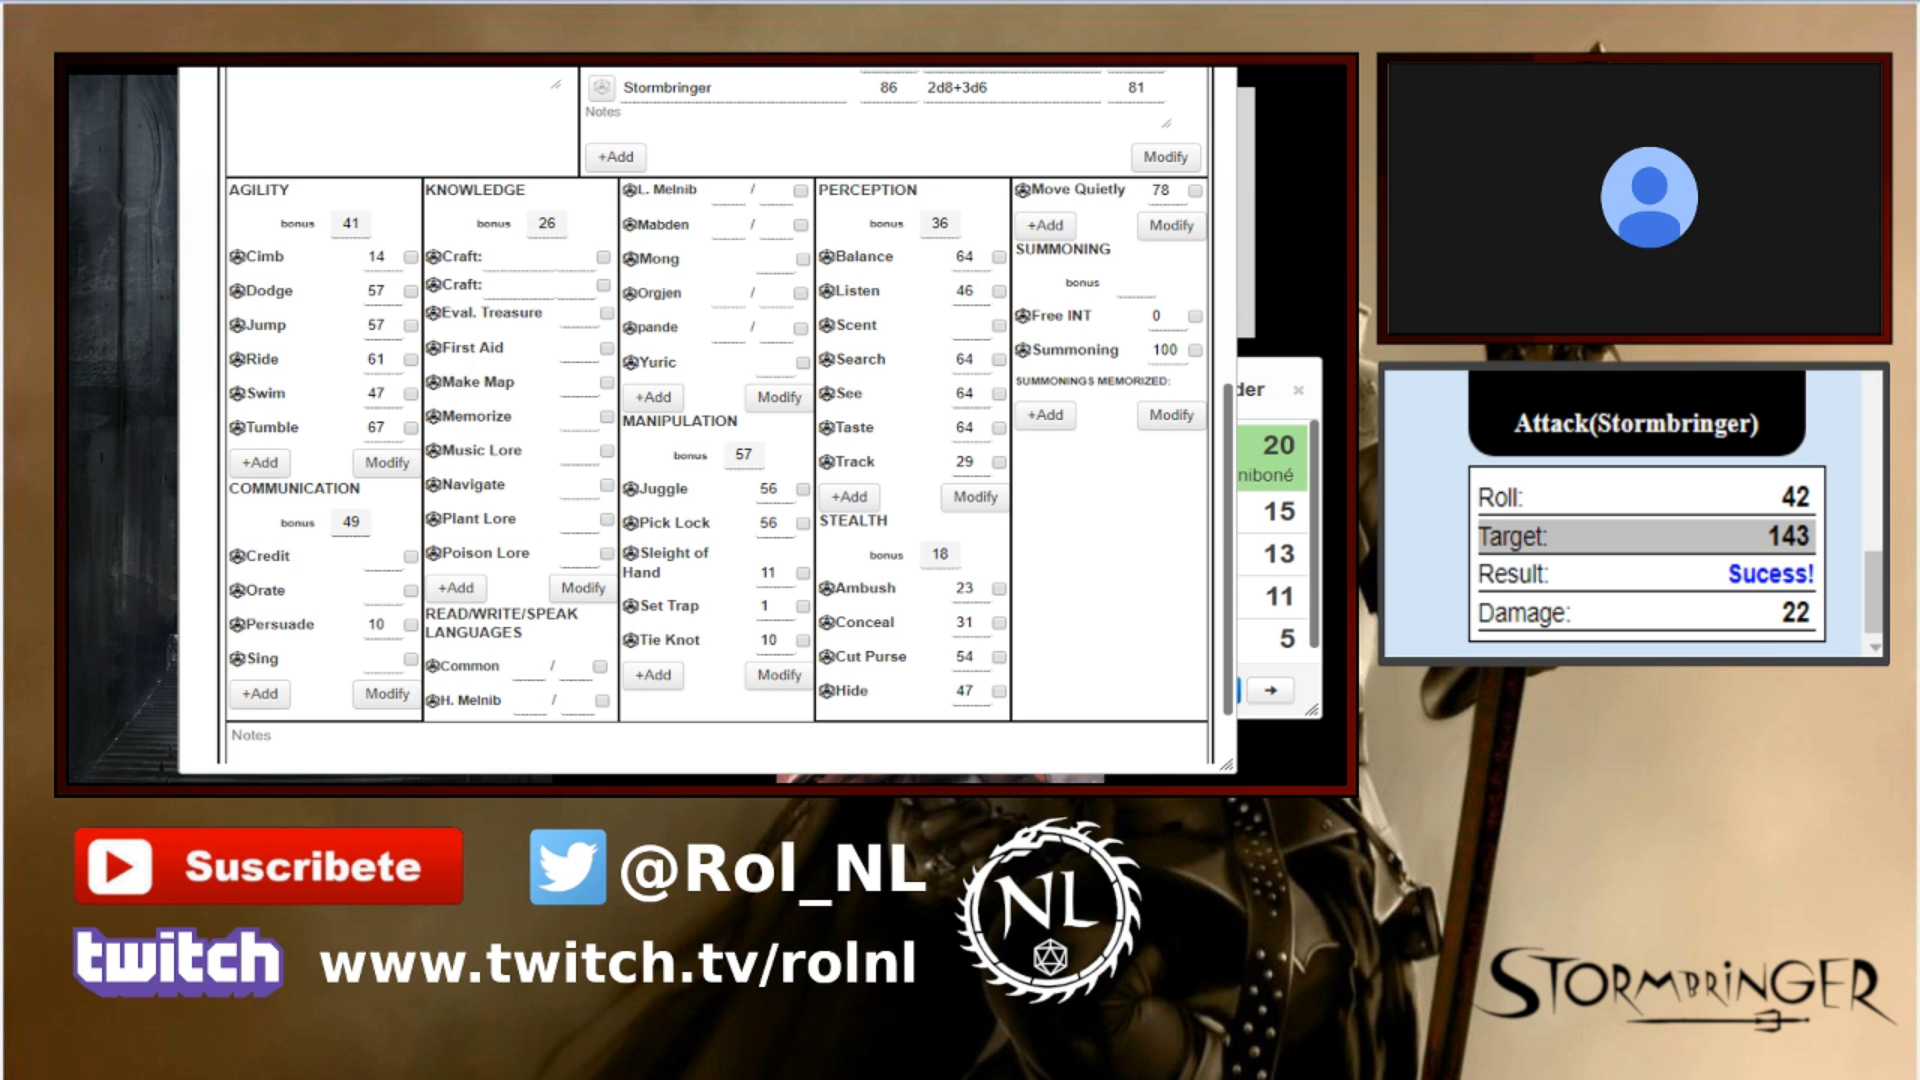 Stormbringer 86 2d8+3d6 81
Notes
+Add Modify
AGILITY
bonus 41
Climb 14
Dodge 57
Jump 57
Ride 61
Swim 47
Tumble 67
+Add Modify
COMMUNICATION
bonus 49
Credit
Orate
Persuade 10
Sing
+Add Modify
KNOWLEDGE
bonus 26
Craft:
Craft:
Eval. Treasure
First Aid
Make Map
Memorize
Music Lore
Navigate
Plant Lore
Poison Lore
+Add Modify
READ/WRITE/SPEAK
LANGUAGES
Common /
H. Melnib /
L. Melnib /
Mabden /
Mong
Orgjen /
pande /
Yuric
+Add Modify
MANIPULATION
bonus 57
Juggle 56
Pick Lock 56
Sleight of
Hand 11
Set Trap 1
Tie Knot 10
+Add Modify
PERCEPTION
bonus 36
Balance 64
Listen 46
Scent
Search 64
See 64
Taste 64
Track 29
+Add Modify
STEALTH
bonus 18
Ambush 23
Conceal 31
Cut Purse 54
Hide 47
Move Quietly 78
+Add Modify
SUMMONING
bonus
Free INT 0
Summoning 100
SUMMONINGS MEMORIZED:
+Add Modify
Notes
der ×
20
niboné
15
13
11
5
Attack(Stormbringer)
Roll: 42
Target: 143
Result: Sucess!
Damage: 22
Suscribete
@Rol_NL
NL
twitch
www.twitch.tv/rolnl
STORMBRINGER